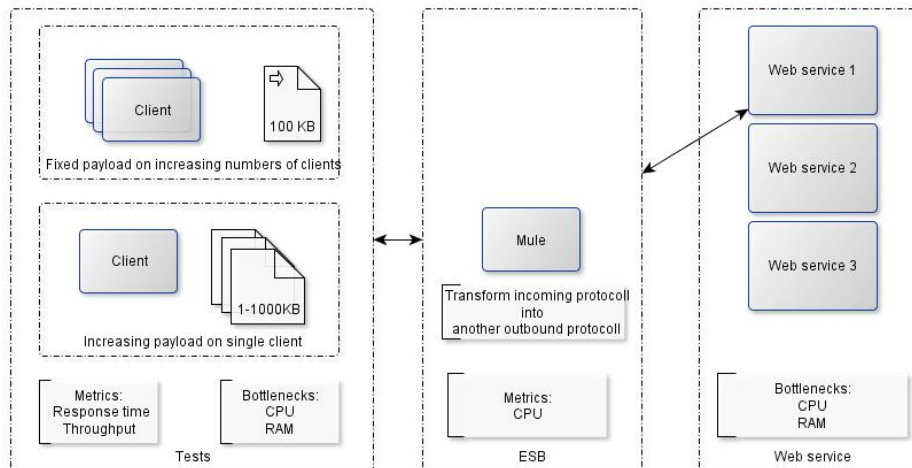 Client
100 KB
Fixed payload on increasing numbers of clients
Client
1-1000KB
Increasing payload on single client
Metrics:
Response time
Throughput
Bottlenecks:
CPU
RAM
Tests
Mule
Transform incoming protocoll
into
another outbound protocoll
Metrics:
CPU
ESB
Web service 1
Web service 2
Web service 3
Bottlenecks:
CPU
RAM
Web service